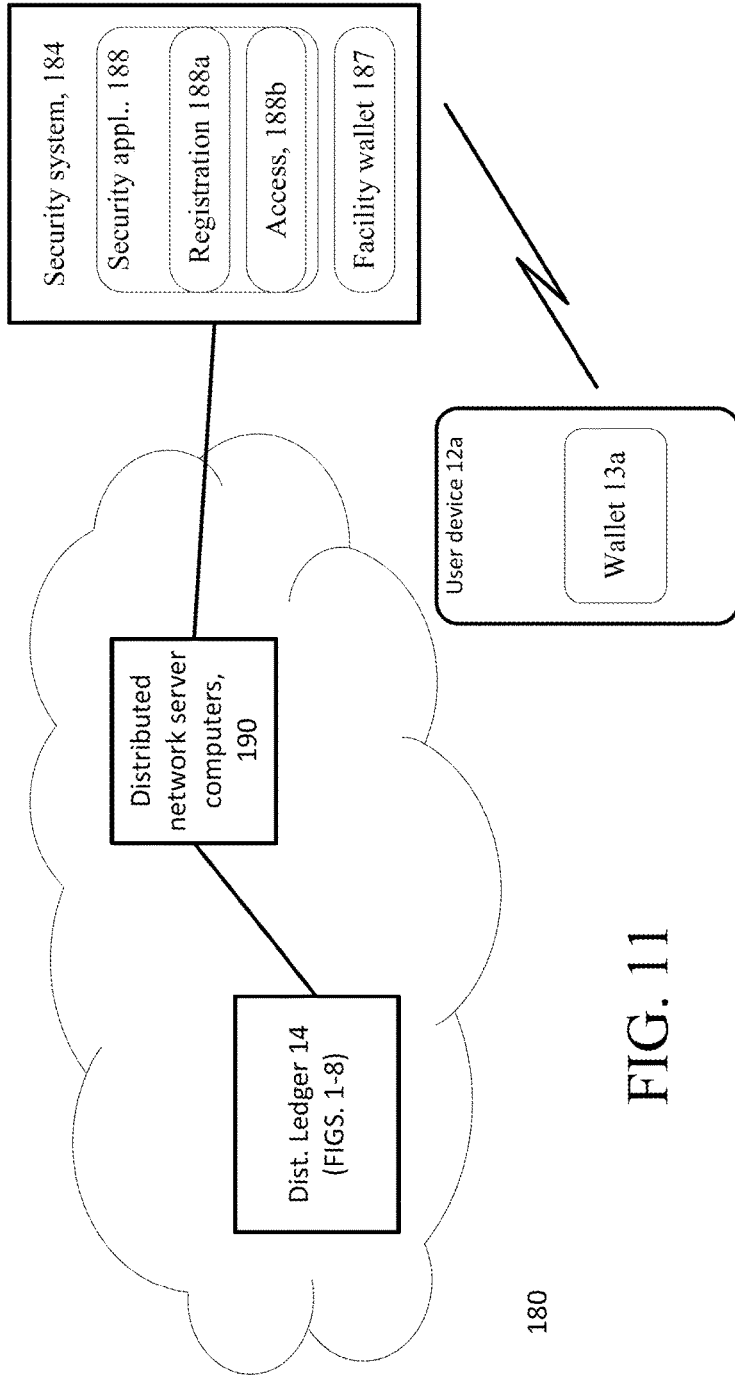 Security system, 184
Security appl.. 188
Registration 188a
Access, 188b
Facility wallet 187
Distributed
network server
computers,
190
Dist. Ledger 14
(FIGS. 1-8)
User device 12a
Wallet 13a
180
FIG. 11